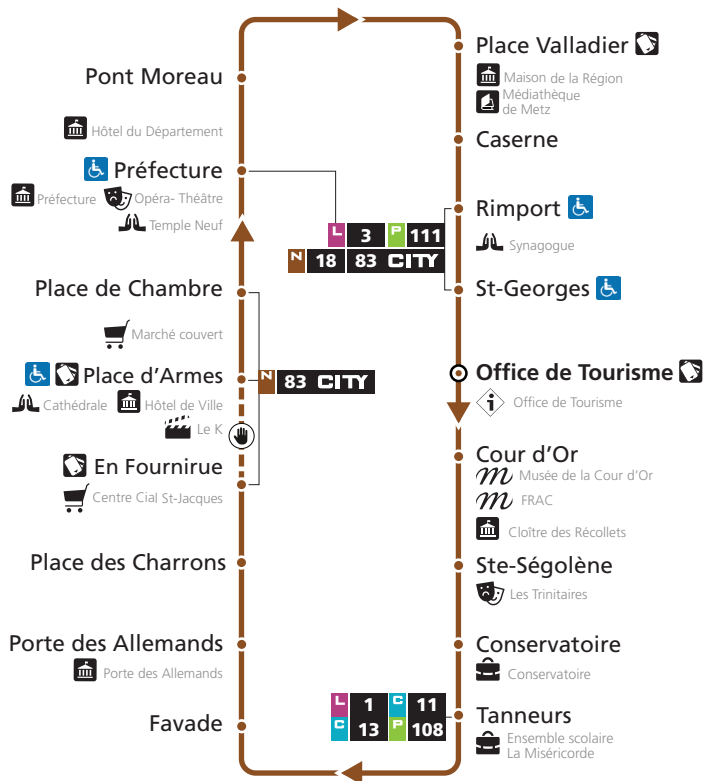 Pont Moreau
Hôtel du Département
Préfecture
Préfecture Opéra- Théâtre
Temple Neuf
Place de Chambre
Marché couvert
Place d'Armes
Cathédrale Hôtel de Ville
Le K
En Fournirue
Centre Cial St-Jacques
Place des Charrons
Porte des Allemands
Porte des Allemands
Favade
L 3 P 111
N 18 83 CITY
N 83 CITY
L 1 C 11
C 13 P 108
Place Valladier
Maison de la Région
Médiathèque
de Metz
Caserne
Rimport
Synagogue
St-Georges
Office de Tourisme
i Office de Tourisme
Cour d'Or
m Musée de la Cour d'Or
m FRAC
Cloître des Récollets
Ste-Ségolène
Les Trinitaires
Conservatoire
Conservatoire
Tanneurs
Ensemble scolaire
La Miséricorde